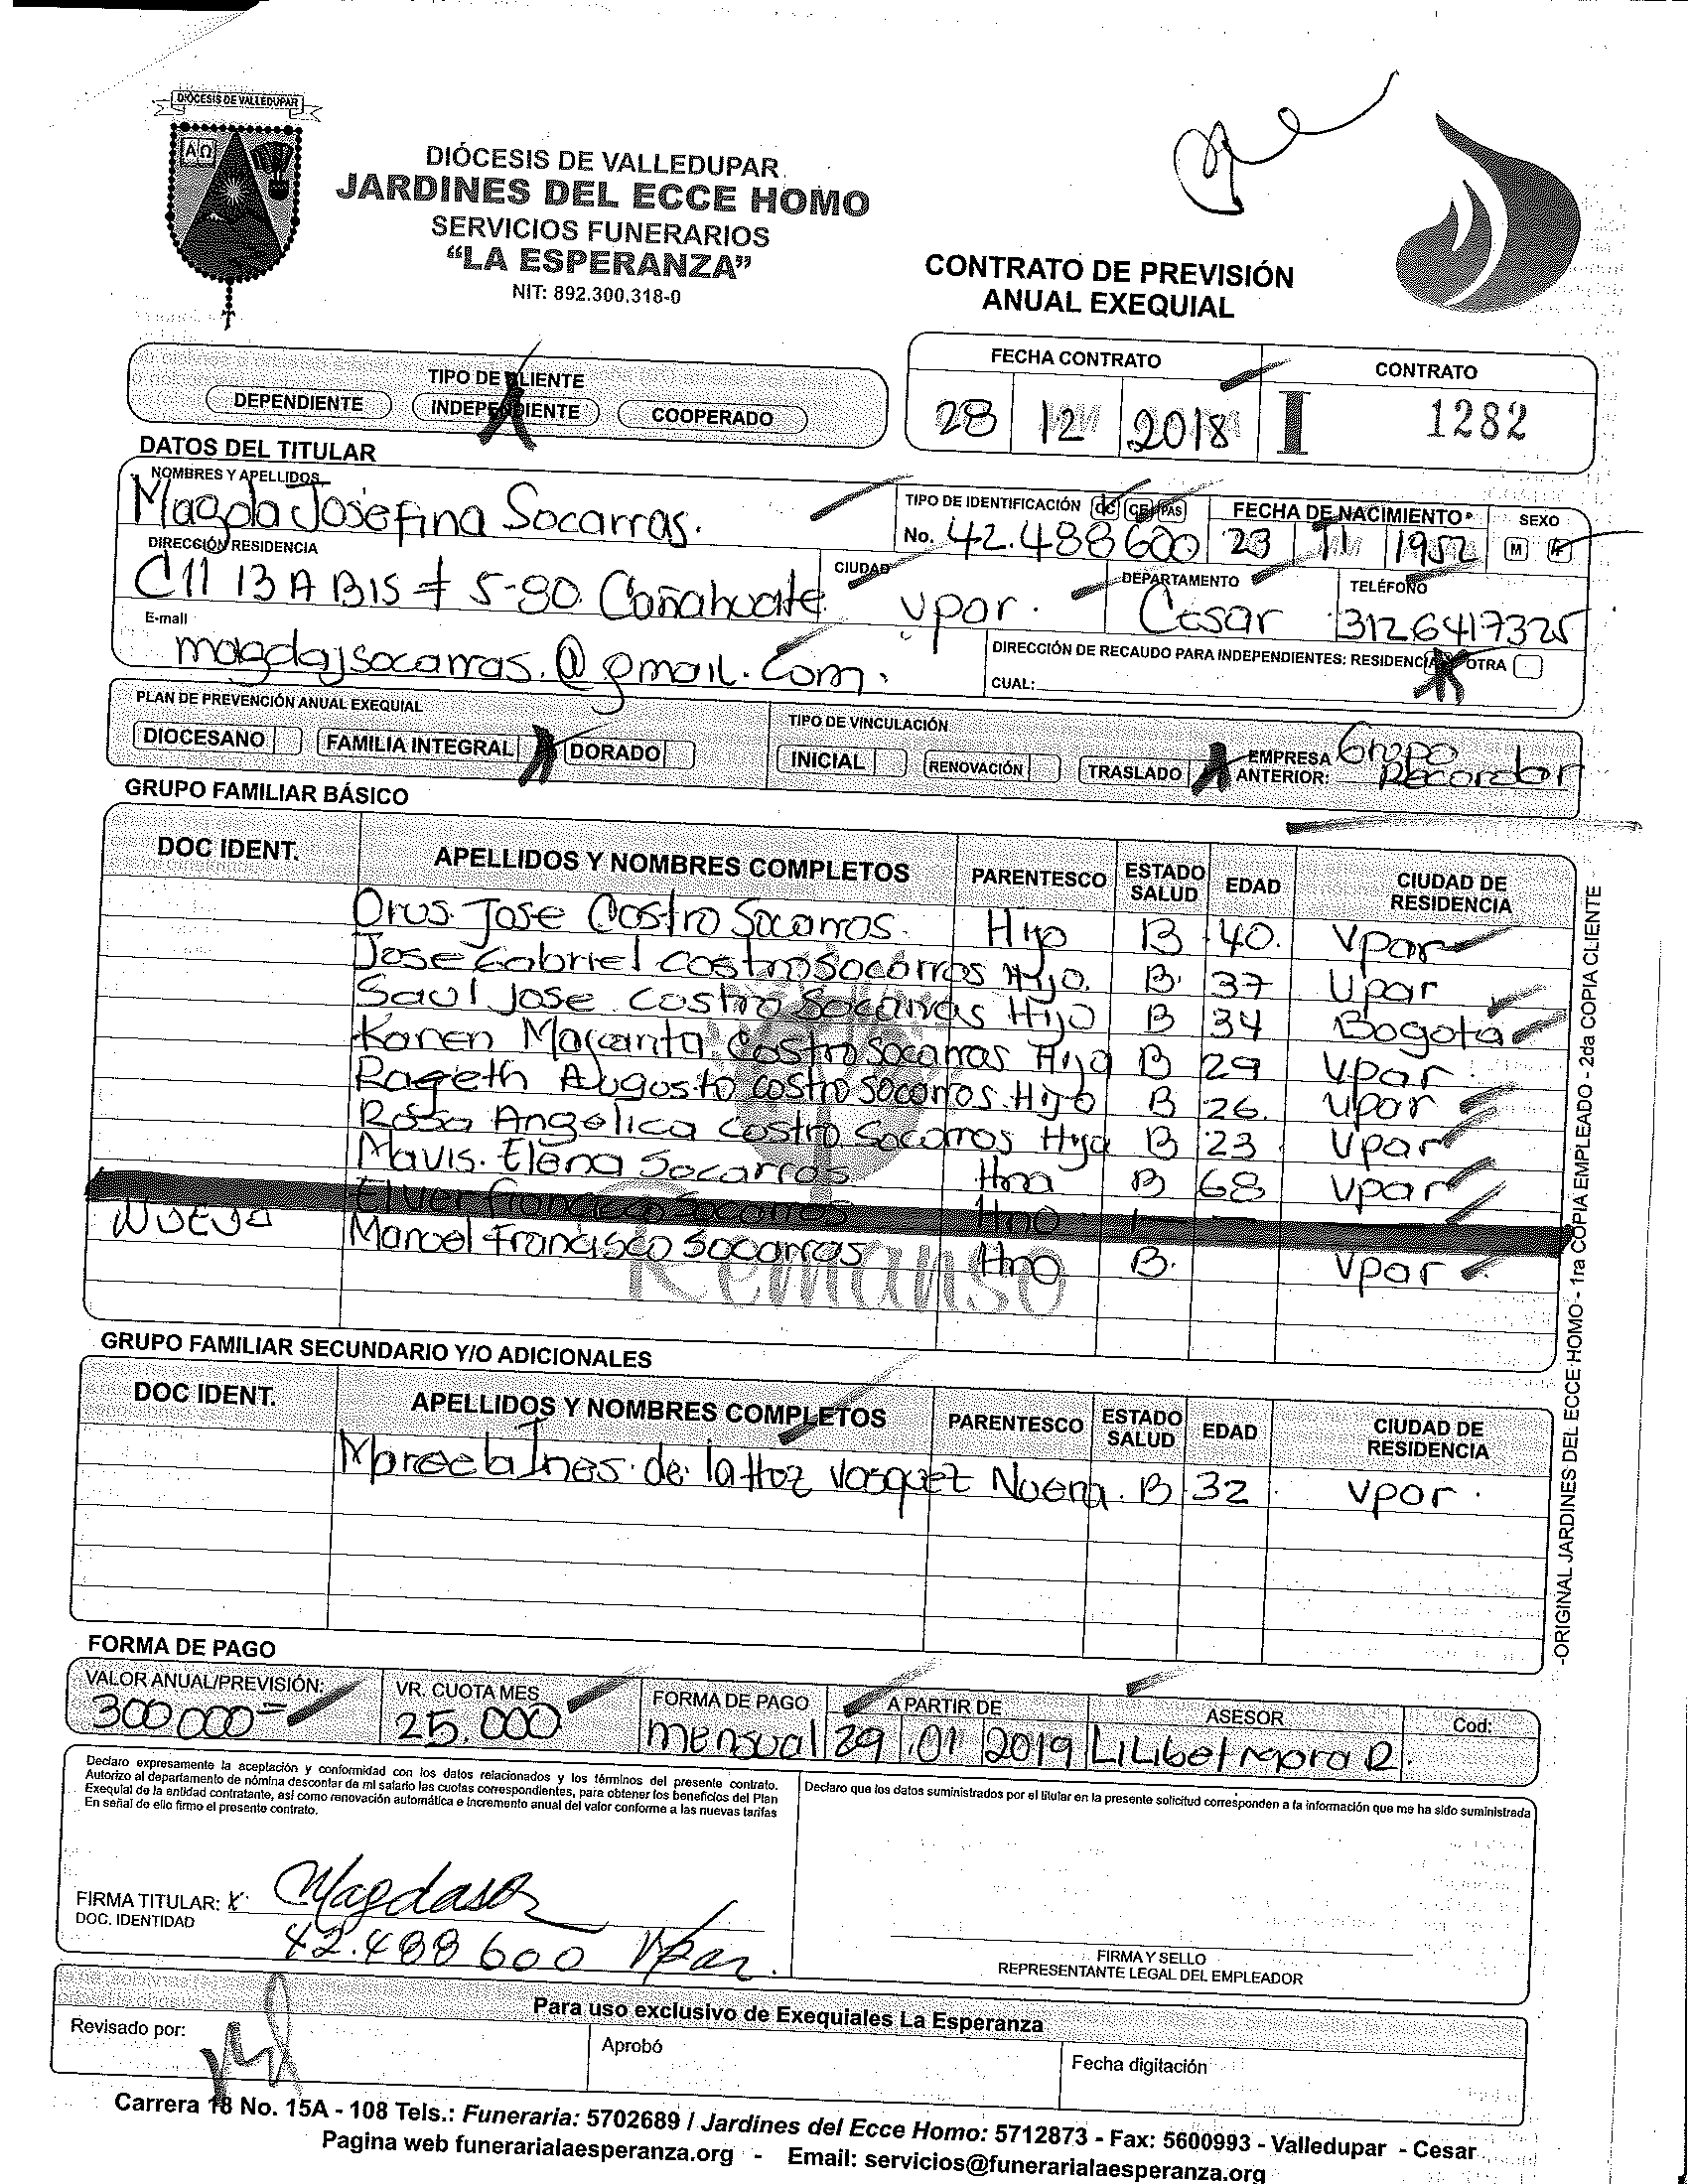 DIÓCESIS DE VALLEDUPAR
DIÓCESIS DE VALLEDUPAR
JARDINES DEL ECCE HOMO
SERVICIOS FUNERARIOS
“LA ESPERANZA”
NIT: 892.300.318-0
CONTRATO DE PREVISIÓN
ANUAL EXEQUIAL
TIPO DE CLIENTE
DEPENDIENTE INDEPENDIENTE COOPERADO
FECHA CONTRATO CONTRATO
28 12 2018 I 1282
DATOS DEL TITULAR
NOMBRES Y APELLIDOS
Magda Josefina Socarras.
TIPO DE IDENTIFICACIÓN CC CE PAS
No. 42.488600
FECHA DE NACIMIENTO
23 11 1952
SEXO
M
DIRECCIÓN RESIDENCIA
Cll 13 A BIS # 5-80 Cañahuate
CIUDAD
Vpar.
DEPARTAMENTO
Cesar
TELÉFONO
3126417325
E-mail
magdajsocarras.@gmail.com.
DIRECCIÓN DE RECAUDO PARA INDEPENDIENTES: RESIDENCIA OTRA
CUAL:
PLAN DE PREVENCIÓN ANUAL EXEQUIAL
DIOCESANO FAMILIA INTEGRAL DORADO
TIPO DE VINCULACIÓN
INICIAL RENOVACIÓN TRASLADO
EMPRESA ANTERIOR: Grupo Recordar
GRUPO FAMILIAR BÁSICO
DOC IDENT. APELLIDOS Y NOMBRES COMPLETOS PARENTESCO ESTADO SALUD EDAD CIUDAD DE RESIDENCIA
Jose Castro Socarras. Hijo B 40. Vpar
Jose Gabriel Castro Socarras Hijo. B. 37 Vpar
Saul Jose Castro Socarras Hijo B 34 Bogota
Karen Margarita Castro Socarras Hija B 29 Vpar
Augusto Castro Socarras. Hijo B 26. Vpar
Rosa Angelica Castro Socarras Hija B 23 Vpar
Mavis. Elena Socarras Hna B 68 Vpar
Elver Francisco Socarras Hno
Nuevo Manuel Francisco Socarras Hno B. Vpar
Remanso
GRUPO FAMILIAR SECUNDARIO Y/O ADICIONALES
DOC IDENT. APELLIDOS Y NOMBRES COMPLETOS PARENTESCO ESTADO SALUD EDAD CIUDAD DE RESIDENCIA
Marcela Ines de la Hoz Vasquez Nuera. B 32 Vpar.
FORMA DE PAGO
VALOR ANUAL/PREVISIÓN: VR. CUOTA MES FORMA DE PAGO A PARTIR DE ASESOR Cod:
300000= 25.000 mensual 29 01 2019 Lilibet Mora R.
Declaro expresamente la aceptación y conformidad con los datos relacionados y los términos del presente contrato.
Autorizo al departamento de nómina descontar de mi salario las cuotas correspondientes, para obtener los beneficios del Plan
Exequial de la entidad contratante, así como renovación automática e incremento anual del valor conforme a las nuevas tarifas
En señal de ello firmo el presente contrato.
Declaro que los datos suministrados por el titular en la presente solicitud corresponden a la información que me ha sido suministrada
FIRMA TITULAR: X
DOC. IDENTIDAD
42.488600 Vpar.
FIRMA Y SELLO
REPRESENTANTE LEGAL DEL EMPLEADOR
Para uso exclusivo de Exequiales La Esperanza
Revisado por: Aprobó Fecha digitación
Carrera 18 No. 15A - 108 Tels.: Funeraria: 5702689 / Jardines del Ecce Homo: 5712873 - Fax: 5600993 - Valledupar - Cesar
Pagina web funerarialaesperanza.org - Email: servicios@funerarialaesperanza.org
-ORIGINAL JARDINES DEL ECCE HOMO - 1ra COPIA EMPLEADO - 2da COPIA CLIENTE